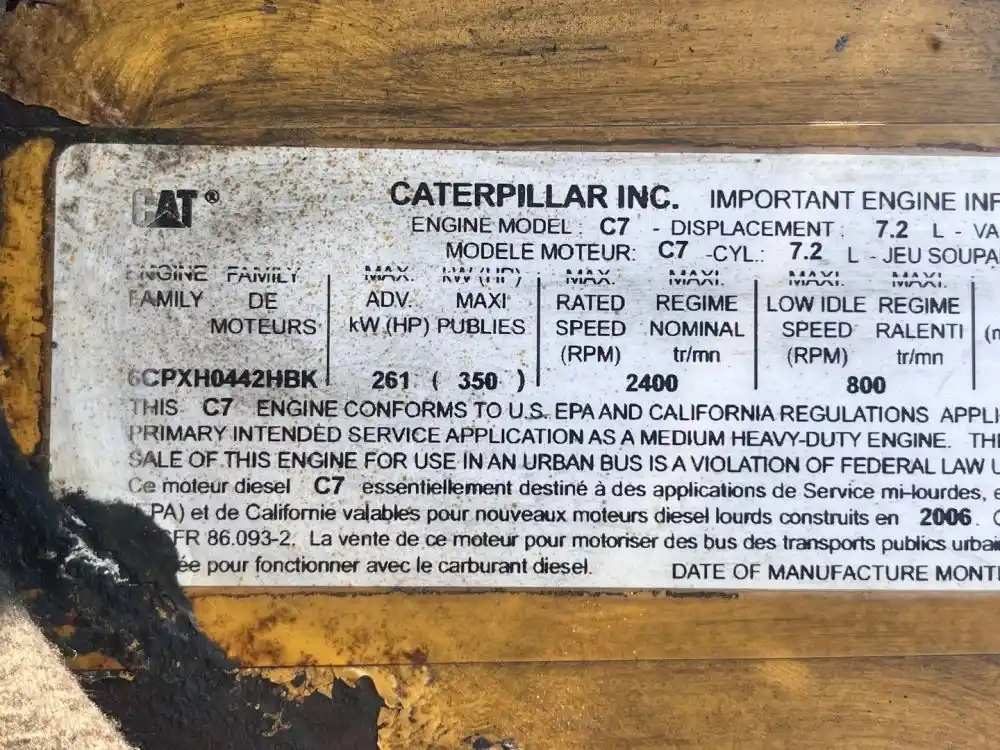 CAT®
CATERPILLAR INC. IMPORTANT ENGINE INF
ENGINE MODEL : C7 - DISPLACEMENT : 7.2 L - VA
MODELE MOTEUR: C7 -CYL.: 7.2 L - JEU SOUPA
ENGINE FAMILY MAX. kW (HP) MAX. MAXI. MAXI. MAXI.
FAMILY DE ADV. MAXI RATED REGIME LOW IDLE REGIME
MOTEURS kW (HP) PUBLIES SPEED NOMINAL SPEED RALENTI (n
(RPM) tr/mn (RPM) tr/mn
6CPXH0442HBK 261 ( 350 ) 2400 800
THIS C7 ENGINE CONFORMS TO U.S. EPA AND CALIFORNIA REGULATIONS APPLI
PRIMARY INTENDED SERVICE APPLICATION AS A MEDIUM HEAVY-DUTY ENGINE. THI
SALE OF THIS ENGINE FOR USE IN AN URBAN BUS IS A VIOLATION OF FEDERAL LAW U
Ce moteur diesel C7 essentiellement destiné à des applications de Service mi-lourdes, e
PA) et de Californie valables pour nouveaux moteurs diesel lourds construits en 2006. C
CFR 86.093-2. La vente de ce moteur pour motoriser des bus des transports publics urbai
ée pour fonctionner avec le carburant diesel.
DATE OF MANUFACTURE MONTH